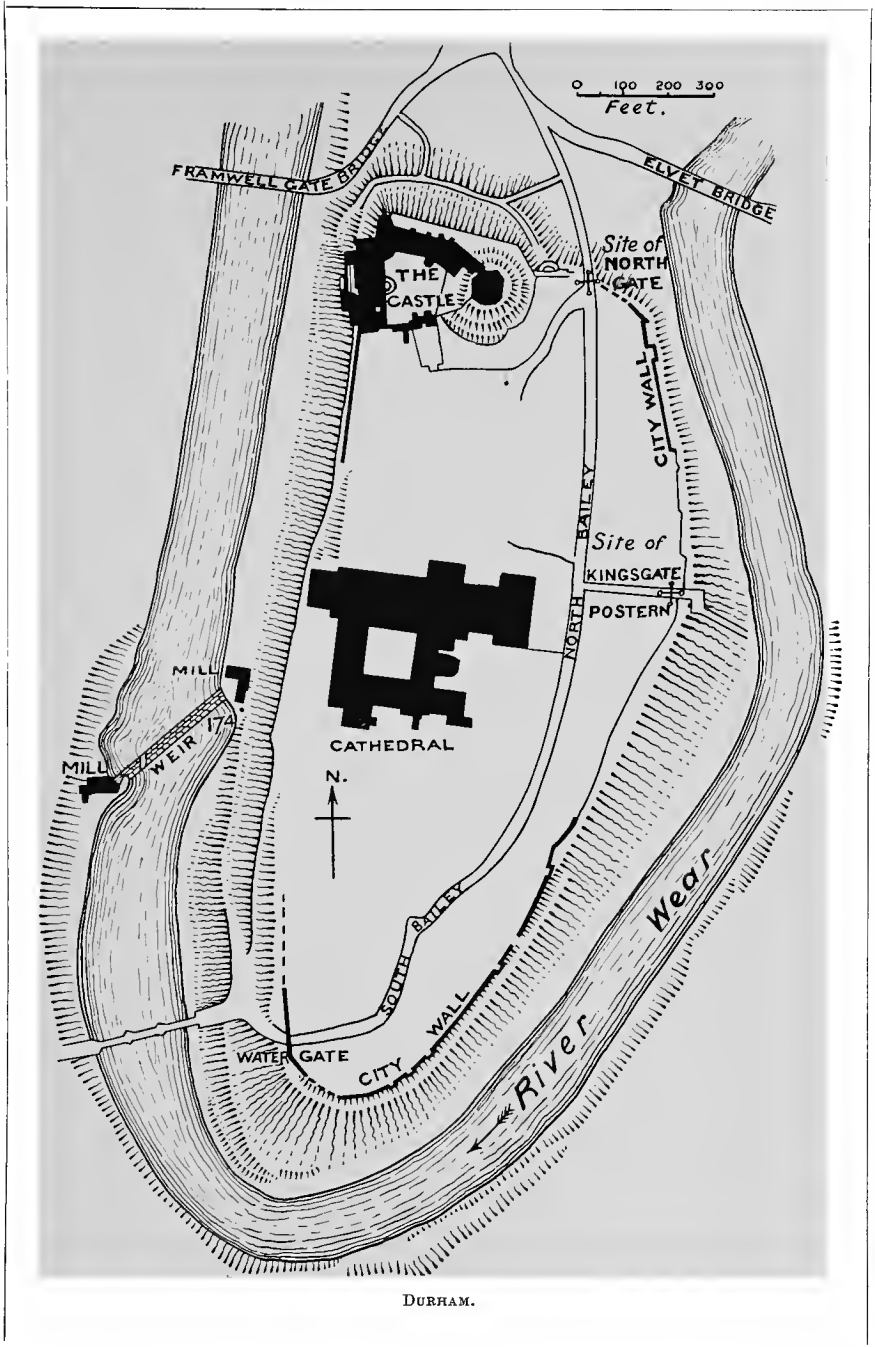 0 100 200 300
Feet.
FRAMWELL GATE BRIDGE
ELVET BRIDGE
Site of
NORTH
GATE
THE
CASTLE
CITY WALL
NORTH BAILEY
Site of
KINGSGATE
POSTERN
MILL
WEIR 174
MILL
CATHEDRAL
N.
SOUTH BAILEY
River Wear
WATER GATE
CITY WALL
DURHAM.